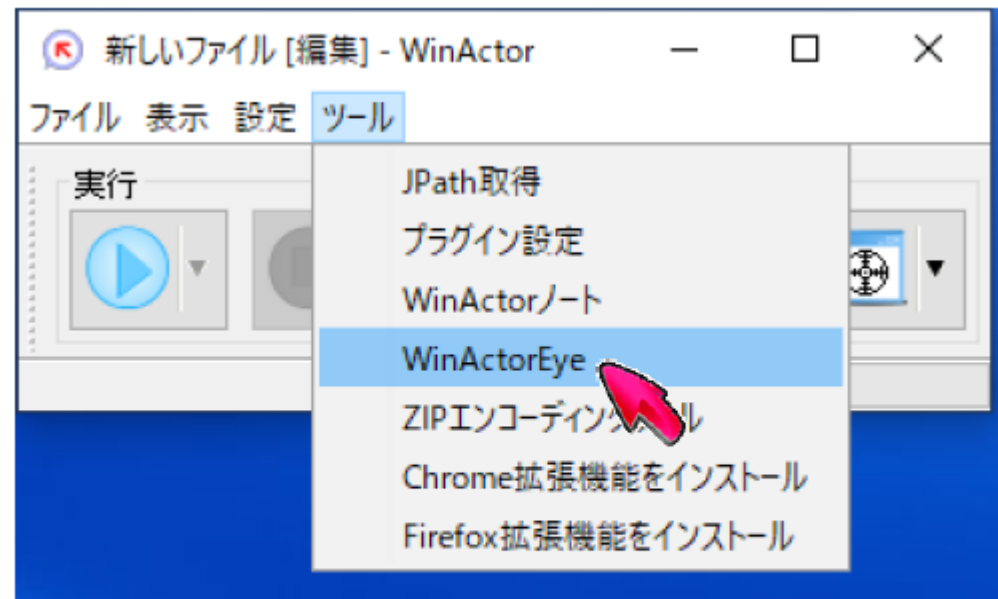 新しいファイル [編集] - WinActor
ファイル 表示 設定 ツール
実行
JPath取得
プラグイン設定
WinActorノート
WinActorEye
ZIPエンコーディング
Chrome拡張機能をインストール
Firefox拡張機能をインストール